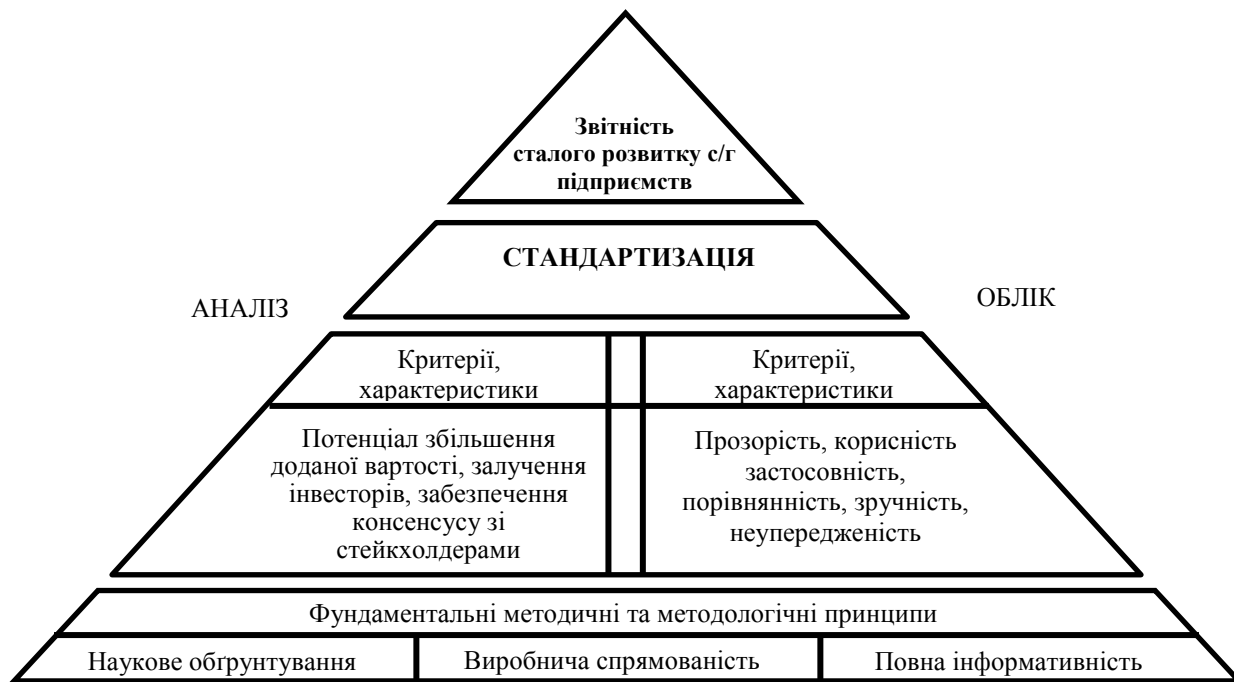 Звітність
сталого розвитку с/г
підприємств
СТАНДАРТИЗАЦІЯ
АНАЛІЗ
ОБЛІК
Критерії,
характеристики
Критерії,
характеристики
Потенціал збільшення
доданої вартості, залучення
інвесторів, забезпечення
консенсусу зі
стейкхолдерами
Прозорість, корисність
застосовність,
порівнянність, зручність,
неупередженість
Фундаментальні методичні та методологічні принципи
Наукове обґрунтування
Виробнича спрямованість
Повна інформативність